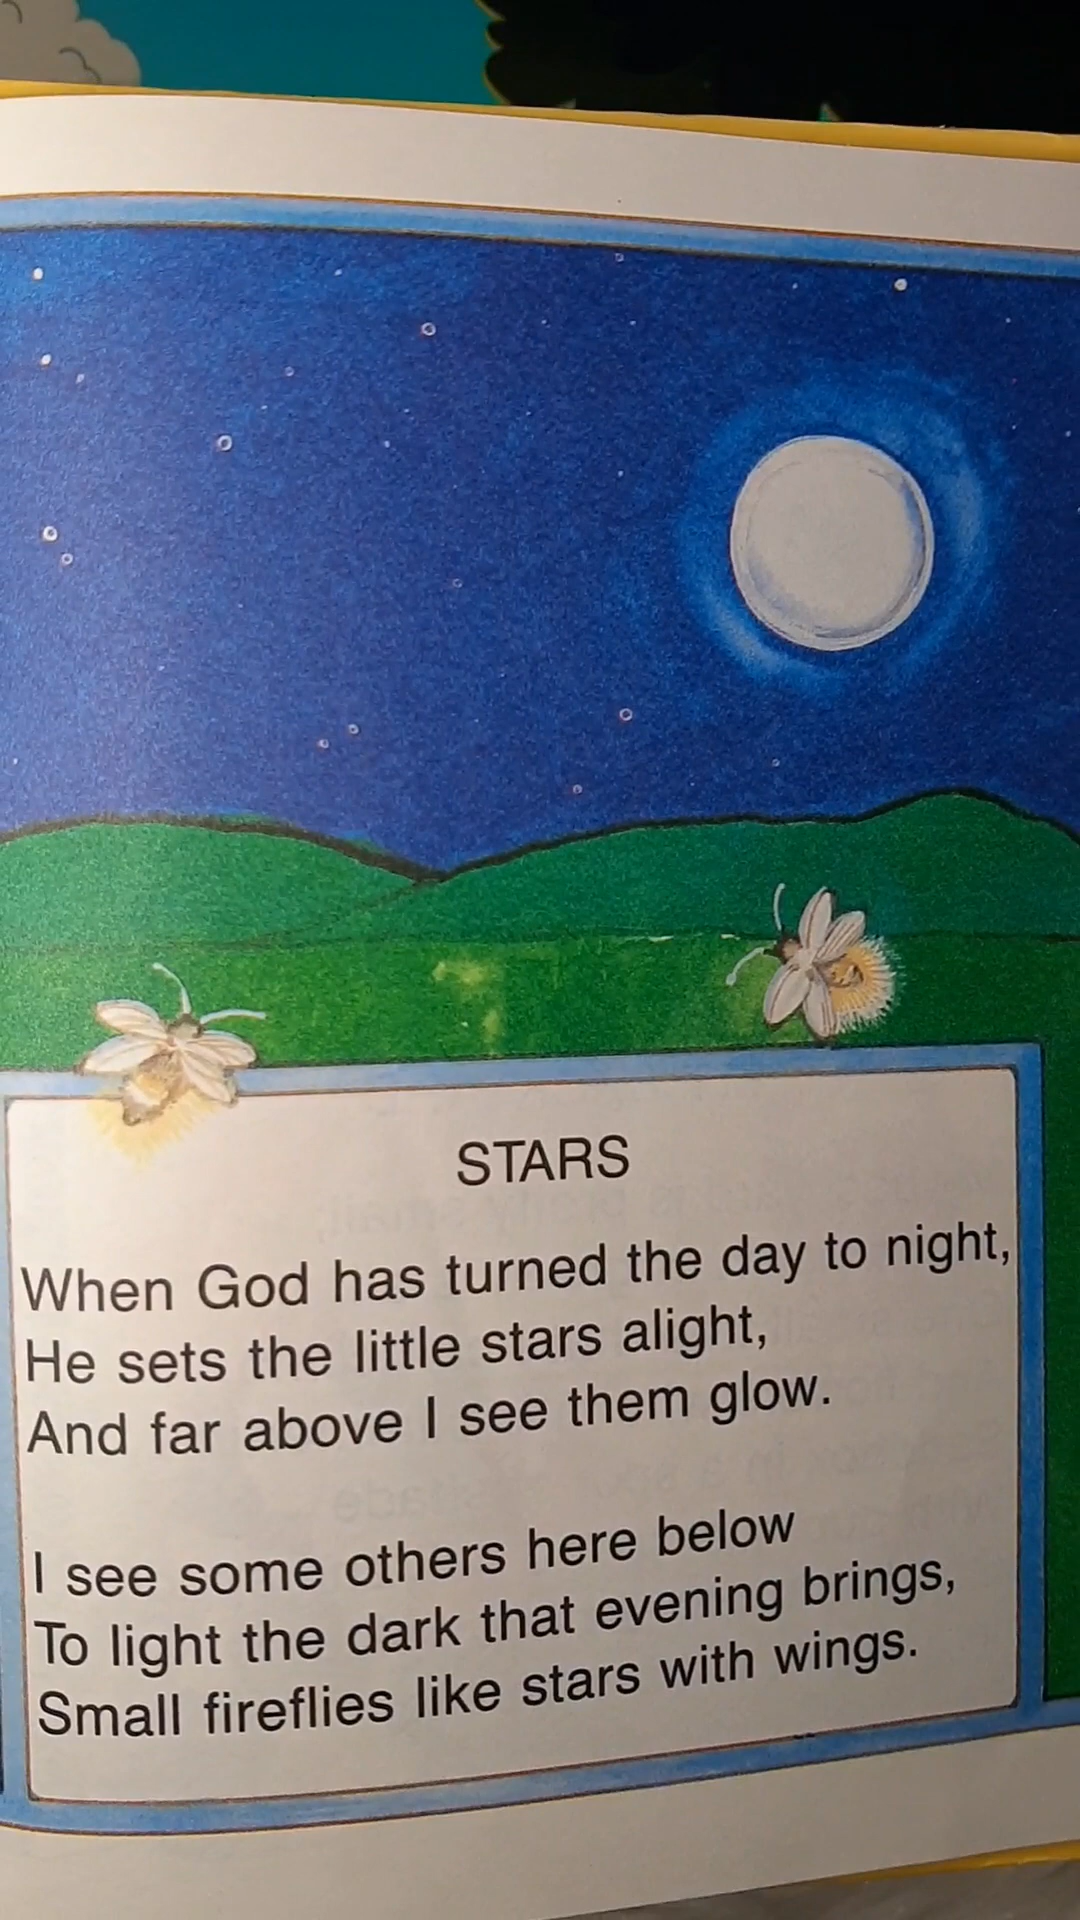 STARS
When God has turned the day to night,
He sets the little stars alight,
And far above I see them glow.
I see some others here below
To light the dark that evening brings,
Small fireflies like stars with wings.